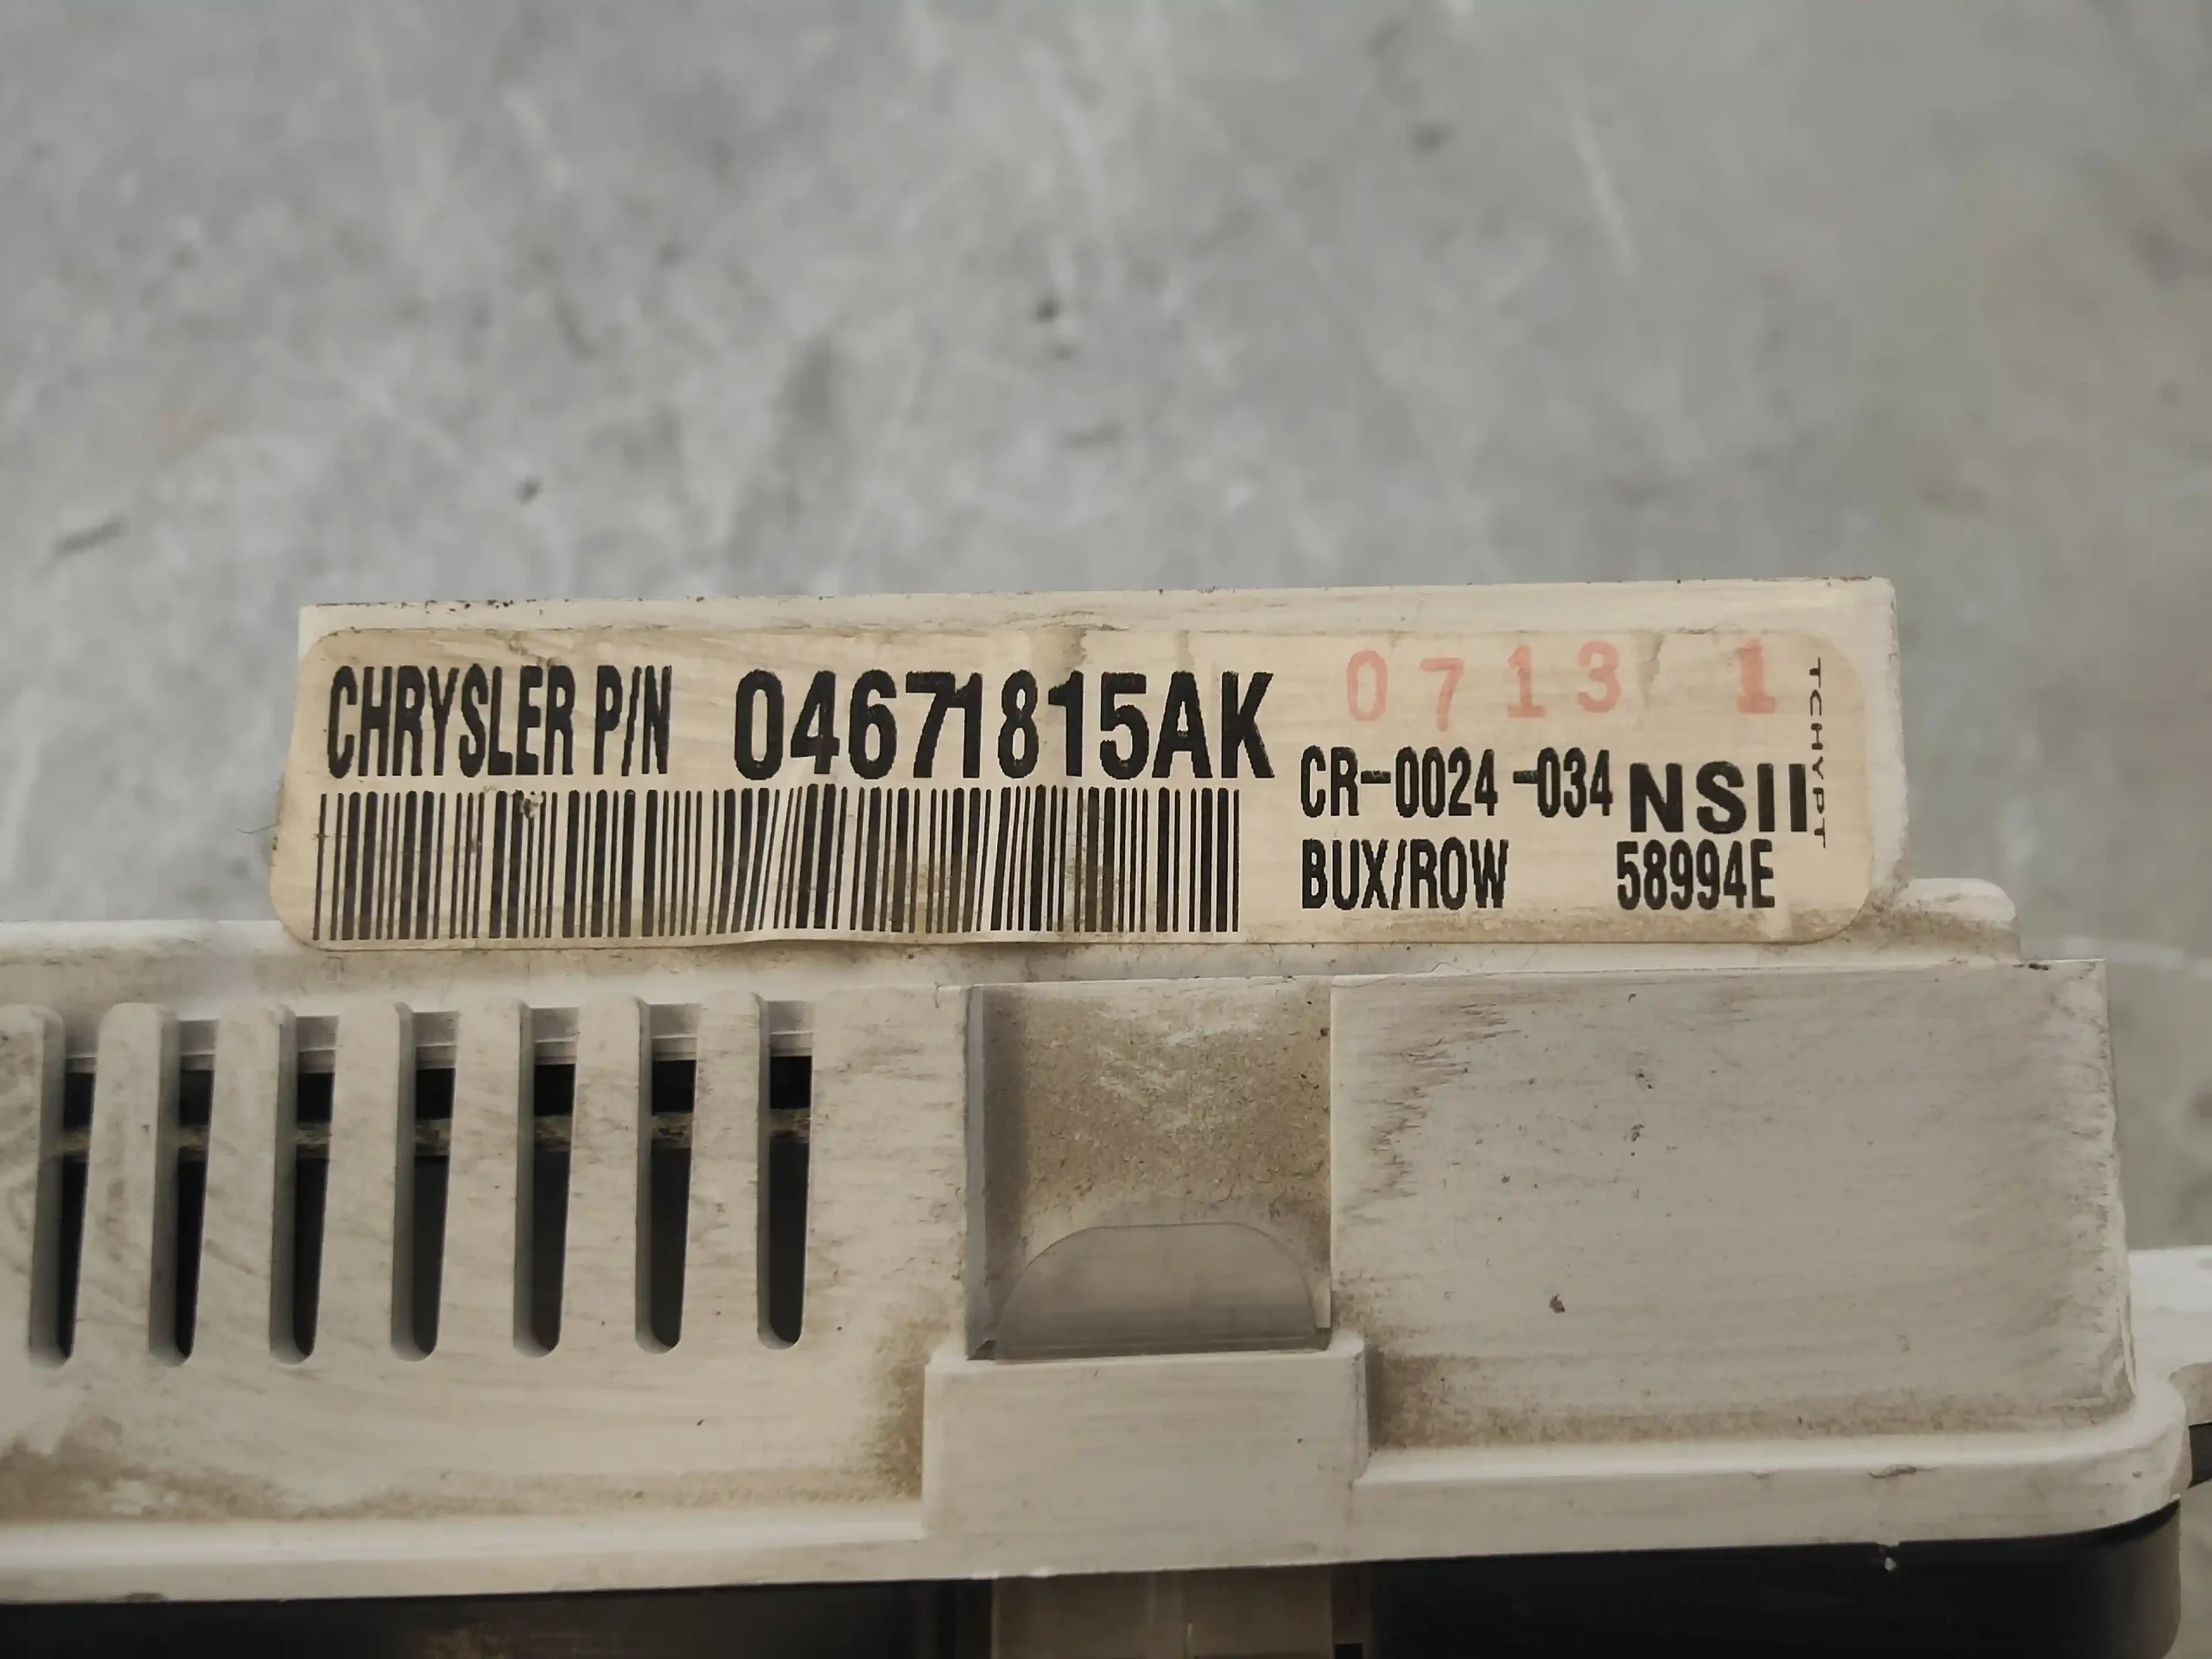 CHRYSLER P/N 04671815AK
0713 1
CR-0024-034 NSII
BUX/ROW 58994E
TCHYPT